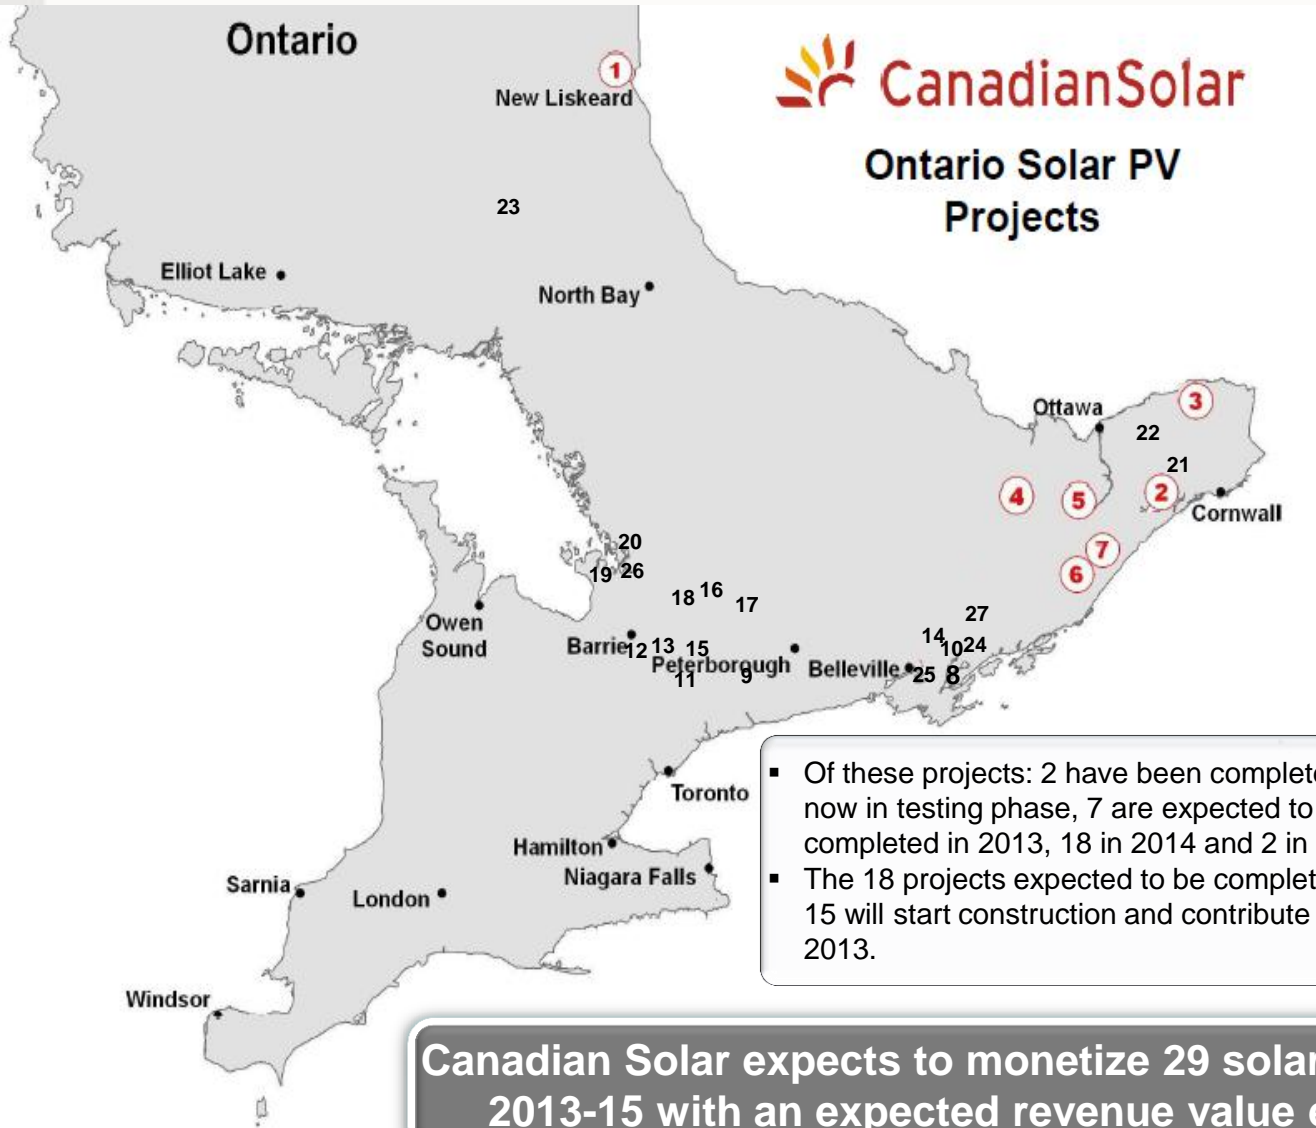 Ontario
1
New Liskeard
CanadianSolar
Ontario Solar PV
Projects
23
Elliot Lake
North Bay
3
Ottawa
22
21
4
5
2
Cornwall
20
7
19
26
6
18
16
17
27
Owen
Sound
Barrie
12
13
15
14
10
24
Peterborough
Belleville
11
9
25
8
Toronto
Of these projects: 2 have been complete
now in testing phase, 7 are expected to
completed in 2013, 18 in 2014 and 2 in
The 18 projects expected to be complet
15 will start construction and contribute
2013.
Hamilton
Niagara Falls
Sarnia
London
Windsor
Canadian Solar expects to monetize 29 solar
2013-15 with an expected revenue value